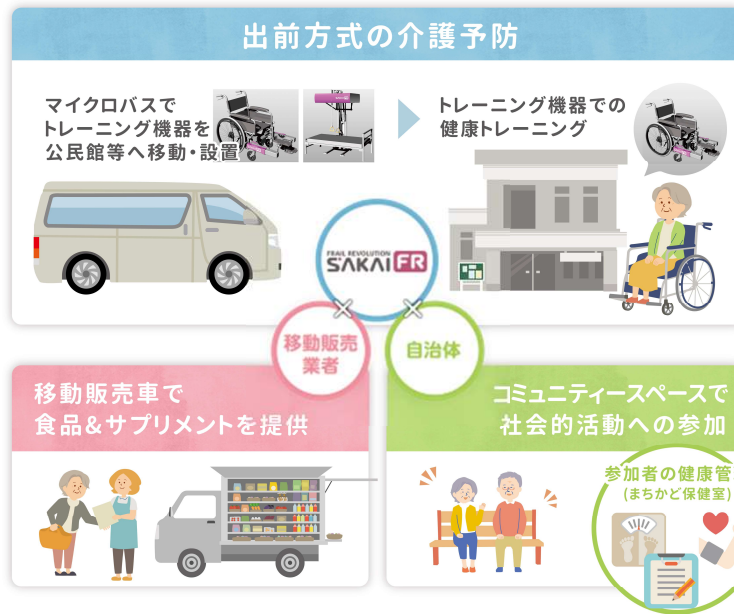 出前方式の介護予防
マイクロバスで
トレーニング機器を
公民館等へ移動・設置
トレーニング機器での
健康トレーニング
FRAIL REVOLUTION
SAKAI FR
移動販売
業者
自治体
移動販売車で
食品&サプリメントを提供
コミュニティースペースで
社会的活動への参加
参加者の健康管
(まちかど保健室)